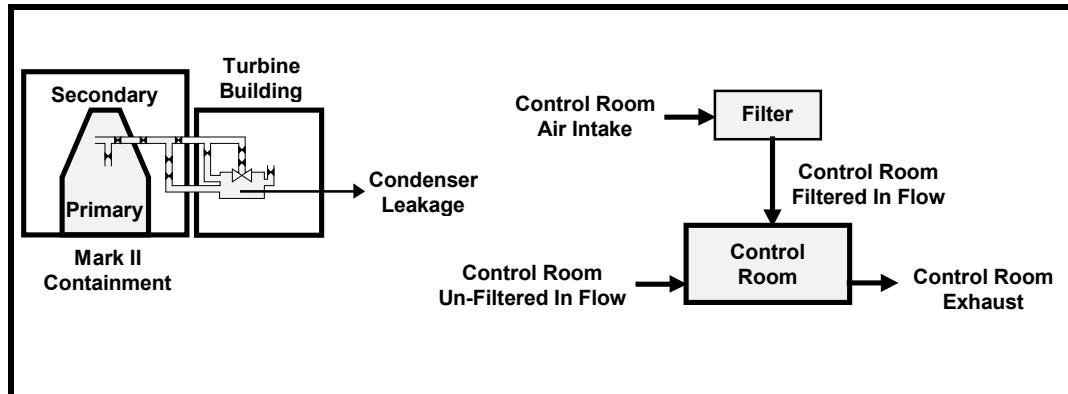 Secondary
Primary
Mark II
Containment
Turbine
Building
Condenser
Leakage
Control Room
Air Intake
Filter
Control Room
Filtered In Flow
Control Room
Un-Filtered In Flow
Control
Room
Control Room
Exhaust